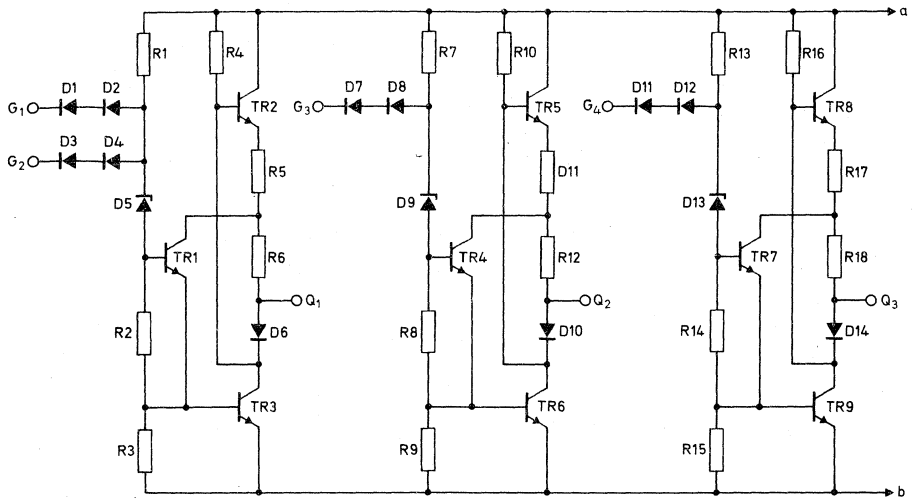 a
R1
R4
R7
R10
R13
R16
D1 D2
G1
TR2
D7 D8
G3
TR5
D11 D12
G4
TR8
D3 D4
G2
R5
D11
R17
D5
D9
D13
TR1
R6
TR4
R12
TR7
R18
Q1
Q2
Q3
R2
D6
R8
D10
R14
D14
TR3
TR6
TR9
R3
R9
R15
b